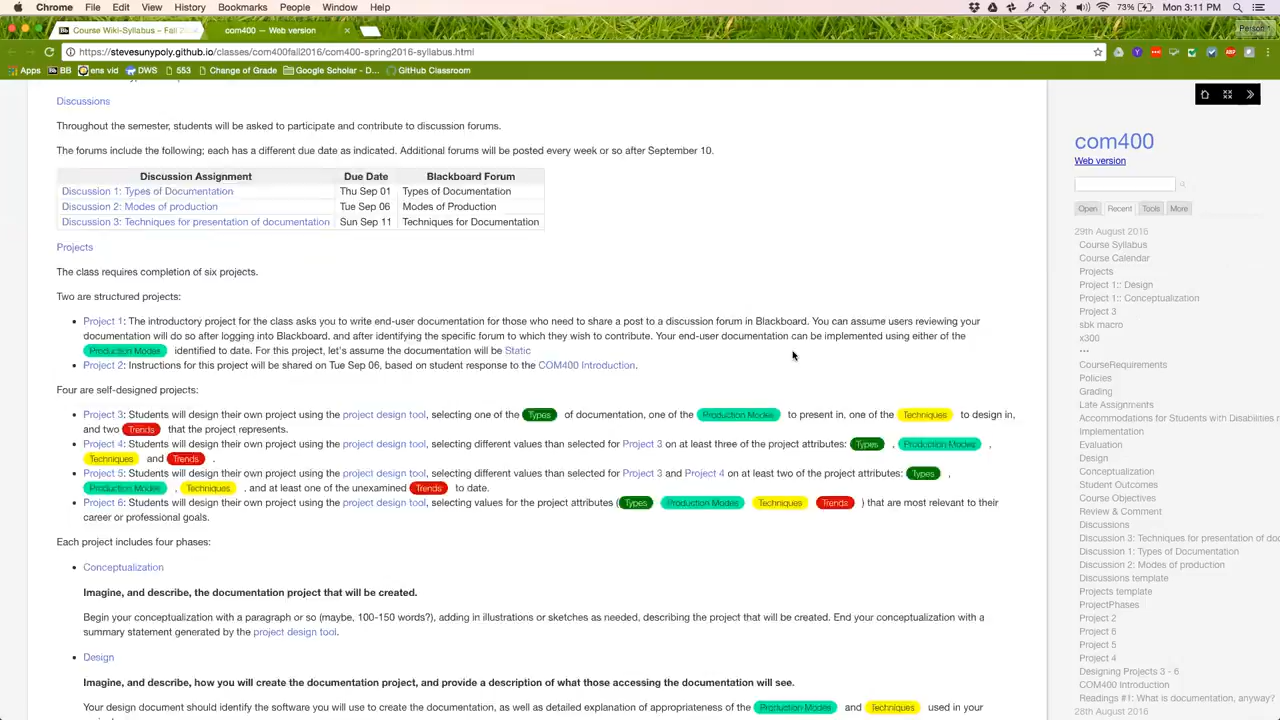 Chrome File Edit View History Bookmarks People Window Help 73% Mon 3:11 PM
Course Wiki-Syllabus – Fall 2
com400 — Web version
Person
https://stevesunypoly.github.io/classes/com400fall2016/com400-spring2016-syllabus.html
Apps BB ens vid DWS 553 Change of Grade Google Scholar - D... GitHub Classroom
Discussions
Throughout the semester, students will be asked to participate and contribute to discussion forums.
The forums include the following; each has a different due date as indicated. Additional forums will be posted every week or so after September 10.
Discussion Assignment Due Date Blackboard Forum
Discussion 1: Types of Documentation Thu Sep 01 Types of Documentation
Discussion 2: Modes of production Tue Sep 06 Modes of Production
Discussion 3: Techniques for presentation of documentation Sun Sep 11 Techniques for Documentation
Projects
The class requires completion of six projects.
Two are structured projects:
Project 1: The introductory project for the class asks you to write end-user documentation for those who need to share a post to a discussion forum in Blackboard. You can assume users reviewing your
documentation will do so after logging into Blackboard, and after identifying the specific forum to which they wish to contribute. Your end-user documentation can be implemented using either of the
Production Modes identified to date. For this project, let's assume the documentation will be Static
Project 2: Instructions for this project will be shared on Tue Sep 06, based on student response to the COM400 Introduction.
Four are self-designed projects:
Project 3: Students will design their own project using the project design tool, selecting one of the Types of documentation, one of the Production Modes to present in, one of the Techniques to design in,
and two Trends that the project represents.
Project 4: Students will design their own project using the project design tool, selecting different values than selected for Project 3 on at least three of the project attributes: Types , Production Modes ,
Techniques and Trends .
Project 5: Students will design their own project using the project design tool, selecting different values than selected for Project 3 and Project 4 on at least two of the project attributes: Types ,
Production Modes , Techniques , and at least one of the unexamined Trends to date.
Project 6: Students will design their own project using the project design tool, selecting values for the project attributes ( Types Production Modes Techniques Trends ) that are most relevant to their
career or professional goals.
Each project includes four phases:
Conceptualization
Imagine, and describe, the documentation project that will be created.
Begin your conceptualization with a paragraph or so (maybe, 100-150 words?), adding in illustrations or sketches as needed, describing the project that will be created. End your conceptualization with a
summary statement generated by the project design tool.
Design
Imagine, and describe, how you will create the documentation project, and provide a description of what those accessing the documentation will see.
Your design document should identify the software you will use to create the documentation, as well as detailed explanation of appropriateness of the Production Modes and Techniques used in your
com400
Web version
Open Recent Tools More
29th August 2016
Course Syllabus
Course Calendar
Projects
Project 1:: Design
Project 1:: Conceptualization
Project 3
sbk macro
x300
...
CourseRequirements
Policies
Grading
Late Assignments
Accommodations for Students with Disabilities
Implementation
Evaluation
Design
Conceptualization
Student Outcomes
Course Objectives
Review & Comment
Discussions
Discussion 3: Techniques for presentation of do
Discussion 1: Types of Documentation
Discussion 2: Modes of production
Discussions template
Projects template
ProjectPhases
Project 2
Project 6
Project 5
Project 4
Designing Projects 3 - 6
COM400 Introduction
Readings #1: What is documentation, anyway?
28th August 2016